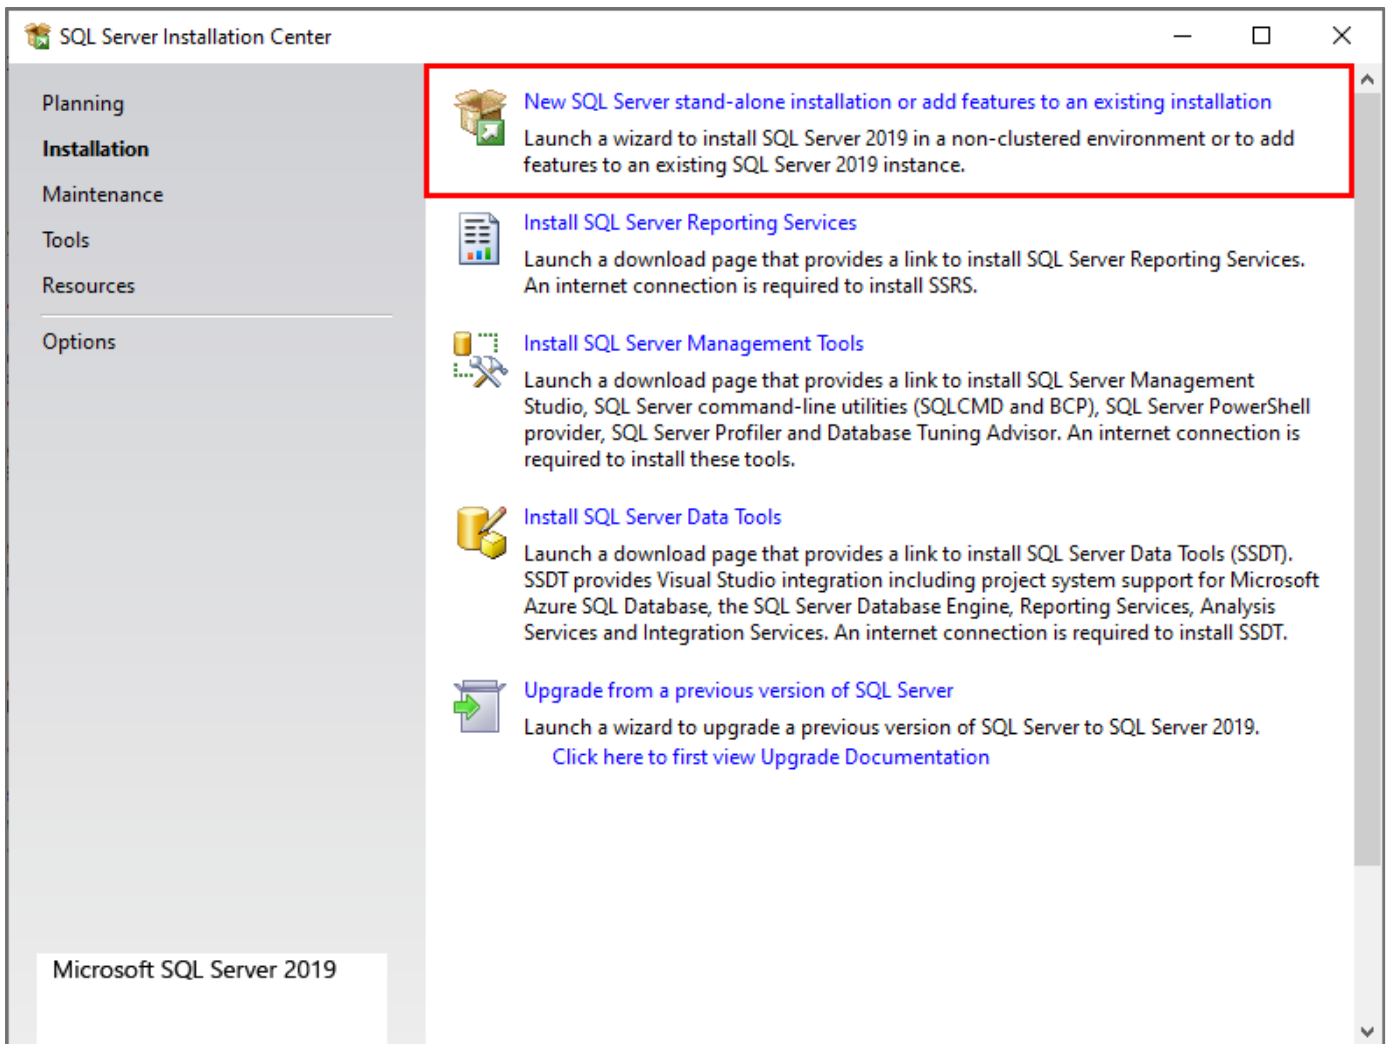 SQL Server Installation Center
Planning
Installation
Maintenance
Tools
Resources
Options
Microsoft SQL Server 2019
New SQL Server stand-alone installation or add features to an existing installation
Launch a wizard to install SQL Server 2019 in a non-clustered environment or to add
features to an existing SQL Server 2019 instance.
Install SQL Server Reporting Services
Launch a download page that provides a link to install SQL Server Reporting Services.
An internet connection is required to install SSRS.
Install SQL Server Management Tools
Launch a download page that provides a link to install SQL Server Management
Studio, SQL Server command-line utilities (SQLCMD and BCP), SQL Server PowerShell
provider, SQL Server Profiler and Database Tuning Advisor. An internet connection is
required to install these tools.
Install SQL Server Data Tools
Launch a download page that provides a link to install SQL Server Data Tools (SSDT).
SSDT provides Visual Studio integration including project system support for Microsoft
Azure SQL Database, the SQL Server Database Engine, Reporting Services, Analysis
Services and Integration Services. An internet connection is required to install SSDT.
Upgrade from a previous version of SQL Server
Launch a wizard to upgrade a previous version of SQL Server to SQL Server 2019.
Click here to first view Upgrade Documentation